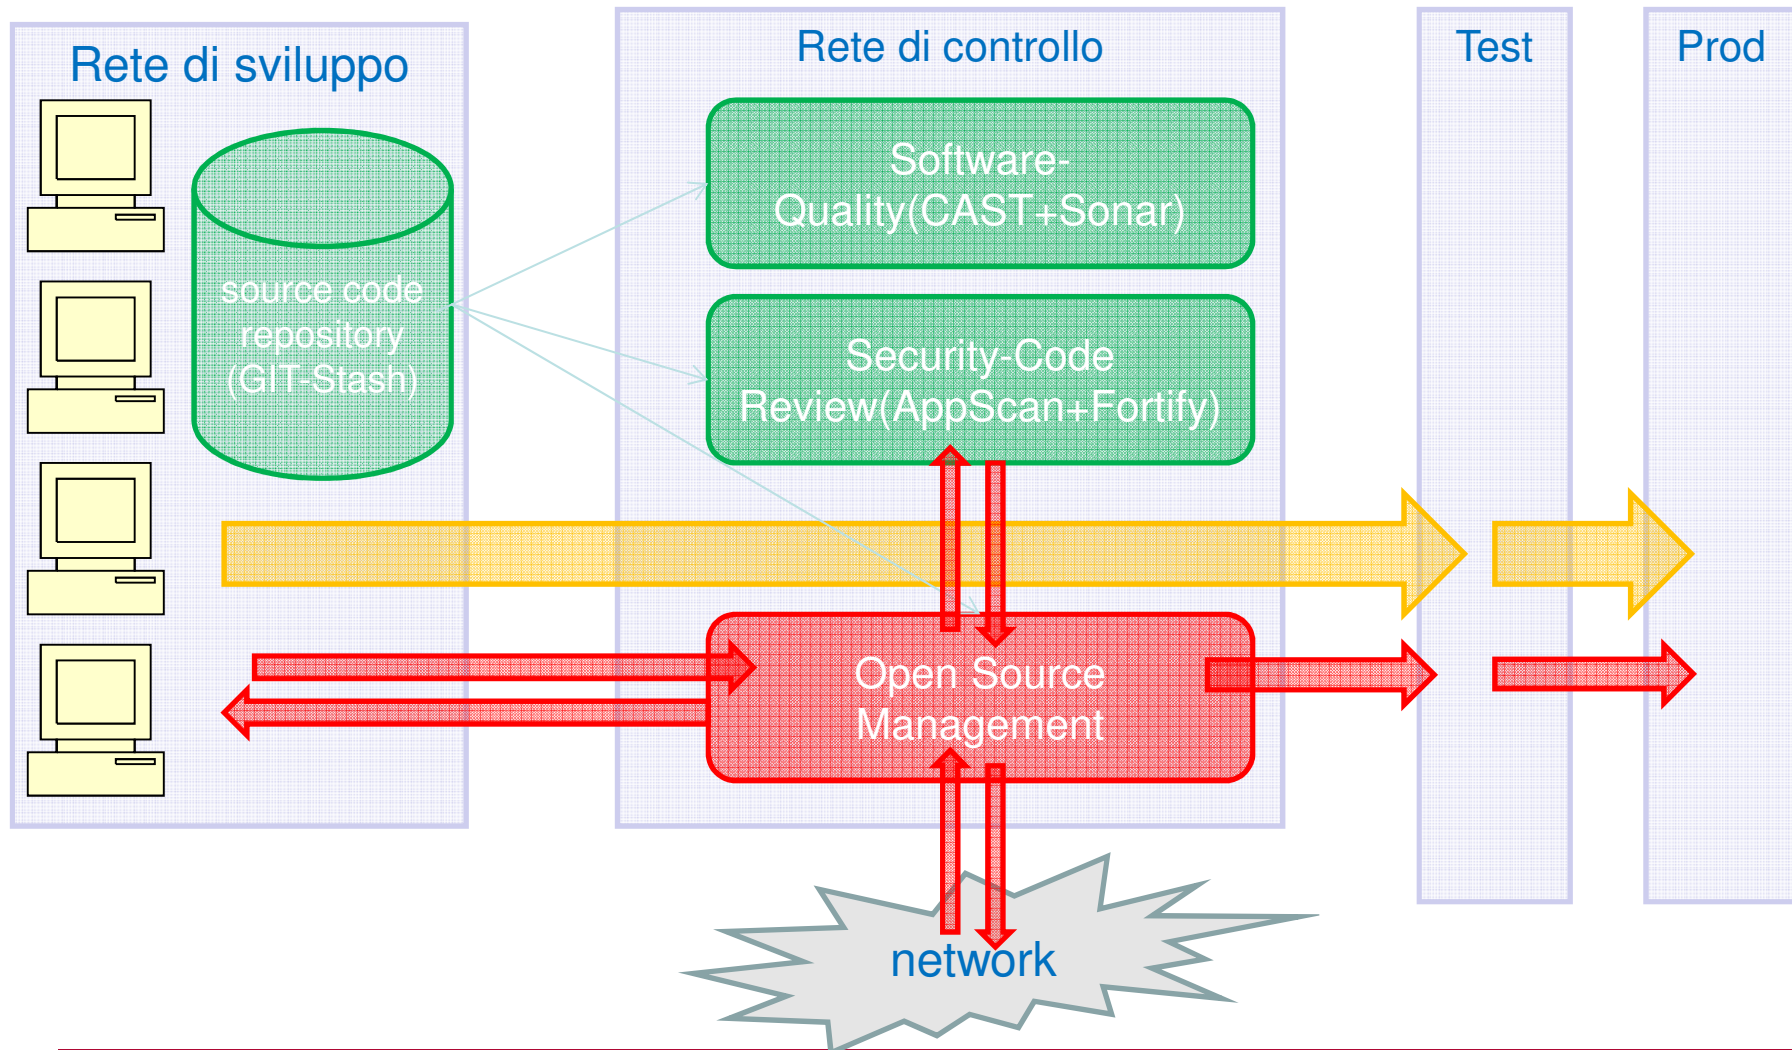 Rete di sviluppo
source code
repository
(GIT-Stash)
Rete di controllo
Software-
Quality(CAST+Sonar)
Security-Code
Review(AppScan+Fortify)
Open Source
Management
network
Test
Prod